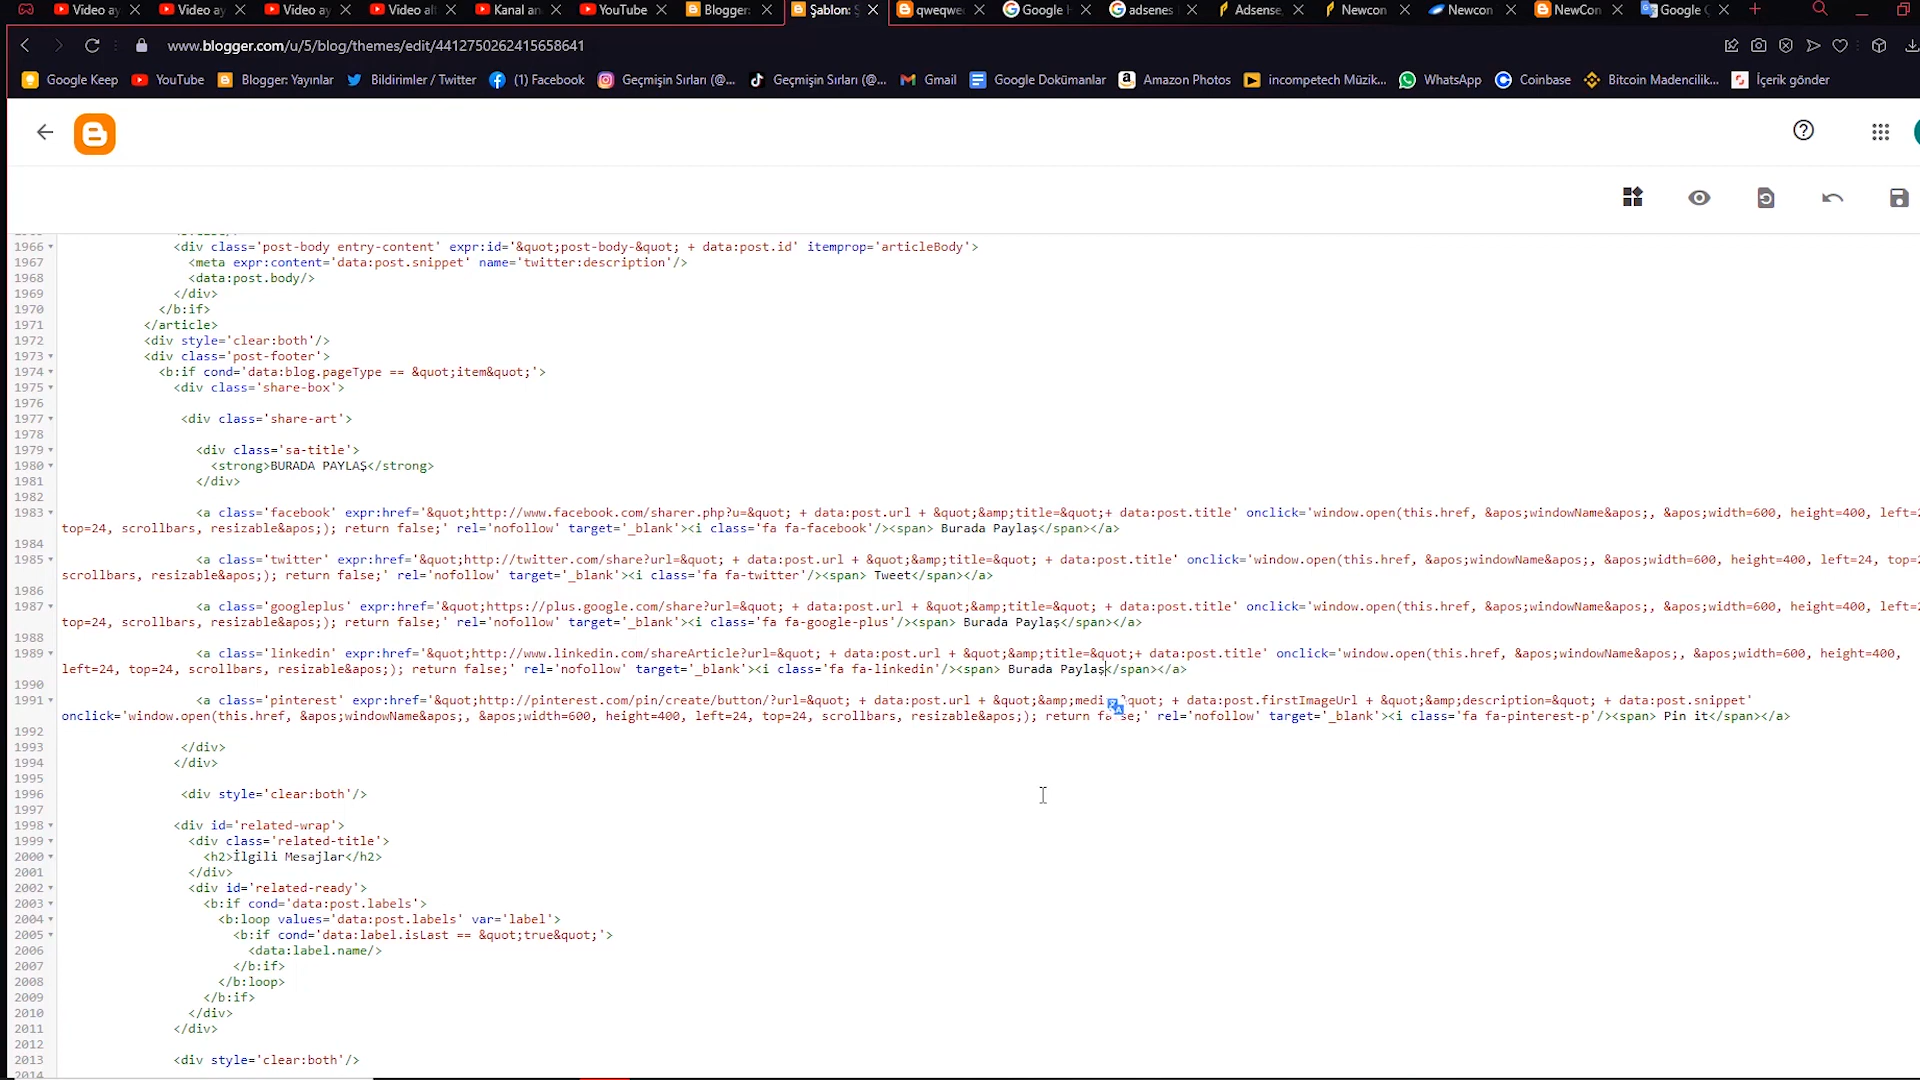 Video ay
Video ay
Video ay
Video alt
Kanal an
YouTube
Blogger:
Şablon: Ş
qweqwe
Google H
adsenes
Adsense,
Newcon
Newcon
NewCon
Google Ç
www.blogger.com/u/5/blog/themes/edit/4412750262415658641
Google Keep
YouTube
Blogger: Yayınlar
Bildirimler / Twitter
(1) Facebook
Geçmişin Sırları (@...
Geçmişin Sırları (@...
Gmail
Google Dokümanlar
Amazon Photos
incompetech Müzik...
WhatsApp
Coinbase
Bitcoin Madencilik...
İçerik gönder
1966 <div class='post-body entry-content' expr:id='&quot;post-body-&quot; + data:post.id' itemprop='articleBody'>
1967 <meta expr:content='data:post.snippet' name='twitter:description'/>
1968 <data:post.body/>
1969 </div>
1970 </b:if>
1971 </article>
1972 <div style='clear:both'/>
1973 <div class='post-footer'>
1974 <b:if cond='data:blog.pageType == &quot;item&quot;'>
1975 <div class='share-box'>
1976
1977 <div class='share-art'>
1978
1979 <div class='sa-title'>
1980 <strong>BURADA PAYLAŞ</strong>
1981 </div>
1982
1983 <a class='facebook' expr:href='&quot;http://www.facebook.com/sharer.php?u=&quot; + data:post.url + &quot;&amp;title=&quot;+ data:post.title' onclick='window.open(this.href, &apos;windowName&apos;, &apos;width=600, height=400, left=2
top=24, scrollbars, resizable&apos;); return false;' rel='nofollow' target='_blank'><i class='fa fa-facebook'/><span> Burada Paylaş</span></a>
1984
1985 <a class='twitter' expr:href='&quot;http://twitter.com/share?url=&quot; + data:post.url + &quot;&amp;title=&quot; + data:post.title' onclick='window.open(this.href, &apos;windowName&apos;, &apos;width=600, height=400, left=24, top=
scrollbars, resizable&apos;); return false;' rel='nofollow' target='_blank'><i class='fa fa-twitter'/><span> Tweet</span></a>
1986
1987 <a class='googleplus' expr:href='&quot;https://plus.google.com/share?url=&quot; + data:post.url + &quot;&amp;title=&quot; + data:post.title' onclick='window.open(this.href, &apos;windowName&apos;, &apos;width=600, height=400, left=2
top=24, scrollbars, resizable&apos;); return false;' rel='nofollow' target='_blank'><i class='fa fa-google-plus'/><span> Burada Paylaş</span></a>
1988
1989 <a class='linkedin' expr:href='&quot;http://www.linkedin.com/shareArticle?url=&quot; + data:post.url + &quot;&amp;title=&quot;+ data:post.title' onclick='window.open(this.href, &apos;windowName&apos;, &apos;width=600, height=400,
left=24, top=24, scrollbars, resizable&apos;); return false;' rel='nofollow' target='_blank'><i class='fa fa-linkedin'/><span> Burada Paylaş</span></a>
1990
1991 <a class='pinterest' expr:href='&quot;http://pinterest.com/pin/create/button/?url=&quot; + data:post.url + &quot;&amp;medi quot; + data:post.firstImageUrl + &quot;&amp;description=&quot; + data:post.snippet'
onclick='window.open(this.href, &apos;windowName&apos;, &apos;width=600, height=400, left=24, top=24, scrollbars, resizable&apos;); return fa se;' rel='nofollow' target='_blank'><i class='fa fa-pinterest-p'/><span> Pin it</span></a>
1992
1993 </div>
1994 </div>
1995
1996 <div style='clear:both'/>
1997
1998 <div id='related-wrap'>
1999 <div class='related-title'>
2000 <h2>İlgili Mesajlar</h2>
2001 </div>
2002 <div id='related-ready'>
2003 <b:if cond='data:post.labels'>
2004 <b:loop values='data:post.labels' var='label'>
2005 <b:if cond='data:label.isLast == &quot;true&quot;'>
2006 <data:label.name/>
2007 </b:if>
2008 </b:loop>
2009 </b:if>
2010 </div>
2011 </div>
2012
2013 <div style='clear:both'/>
2014